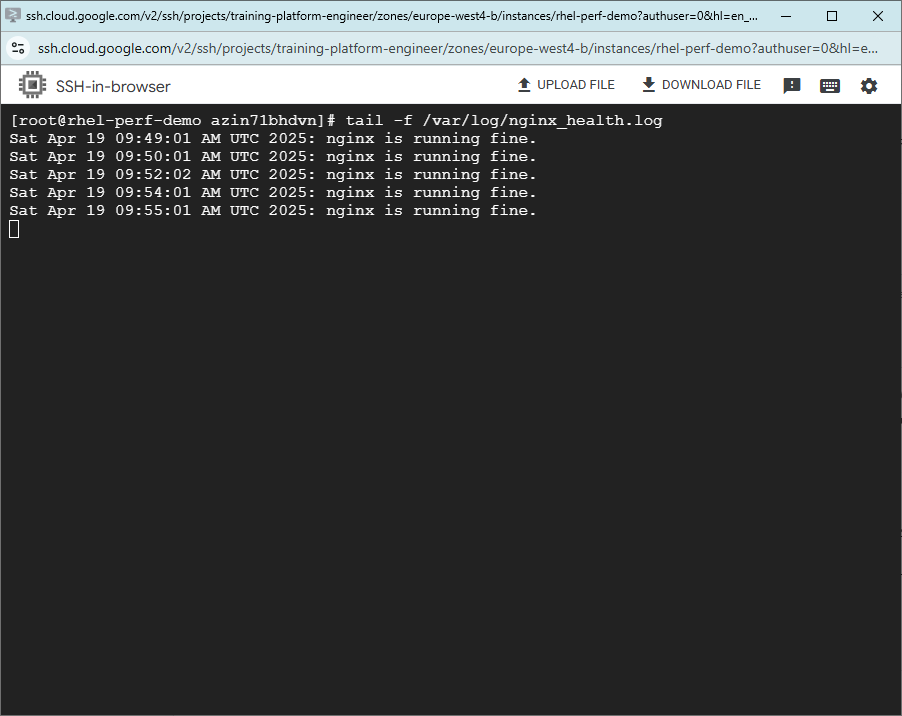 ssh.cloud.google.com/v2/ssh/projects/training-platform-engineer/zones/europe-west4-b/instances/rhel-perf-demo?authuser=0&hl=en_...
ssh.cloud.google.com/v2/ssh/projects/training-platform-engineer/zones/europe-west4-b/instances/rhel-perf-demo?authuser=0&hl=e...
SSH-in-browser UPLOAD FILE DOWNLOAD FILE
[root@rhel-perf-demo azin71bhdvn]# tail -f /var/log/nginx_health.log
Sat Apr 19 09:49:01 AM UTC 2025: nginx is running fine.
Sat Apr 19 09:50:01 AM UTC 2025: nginx is running fine.
Sat Apr 19 09:52:02 AM UTC 2025: nginx is running fine.
Sat Apr 19 09:54:01 AM UTC 2025: nginx is running fine.
Sat Apr 19 09:55:01 AM UTC 2025: nginx is running fine.